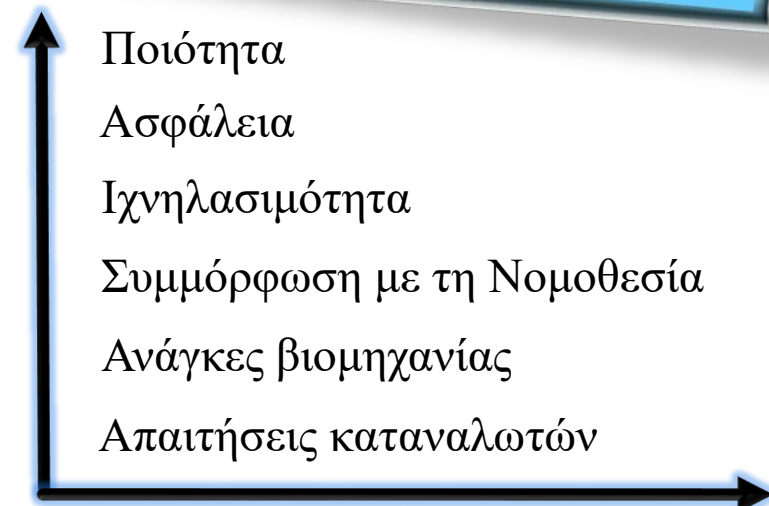 Ποιότητα
Ασφάλεια
Ιχνηλασιμότητα
Συμμόρφωση με τη Νομοθεσία
Ανάγκες βιομηχανίας
Απαιτήσεις καταναλωτών